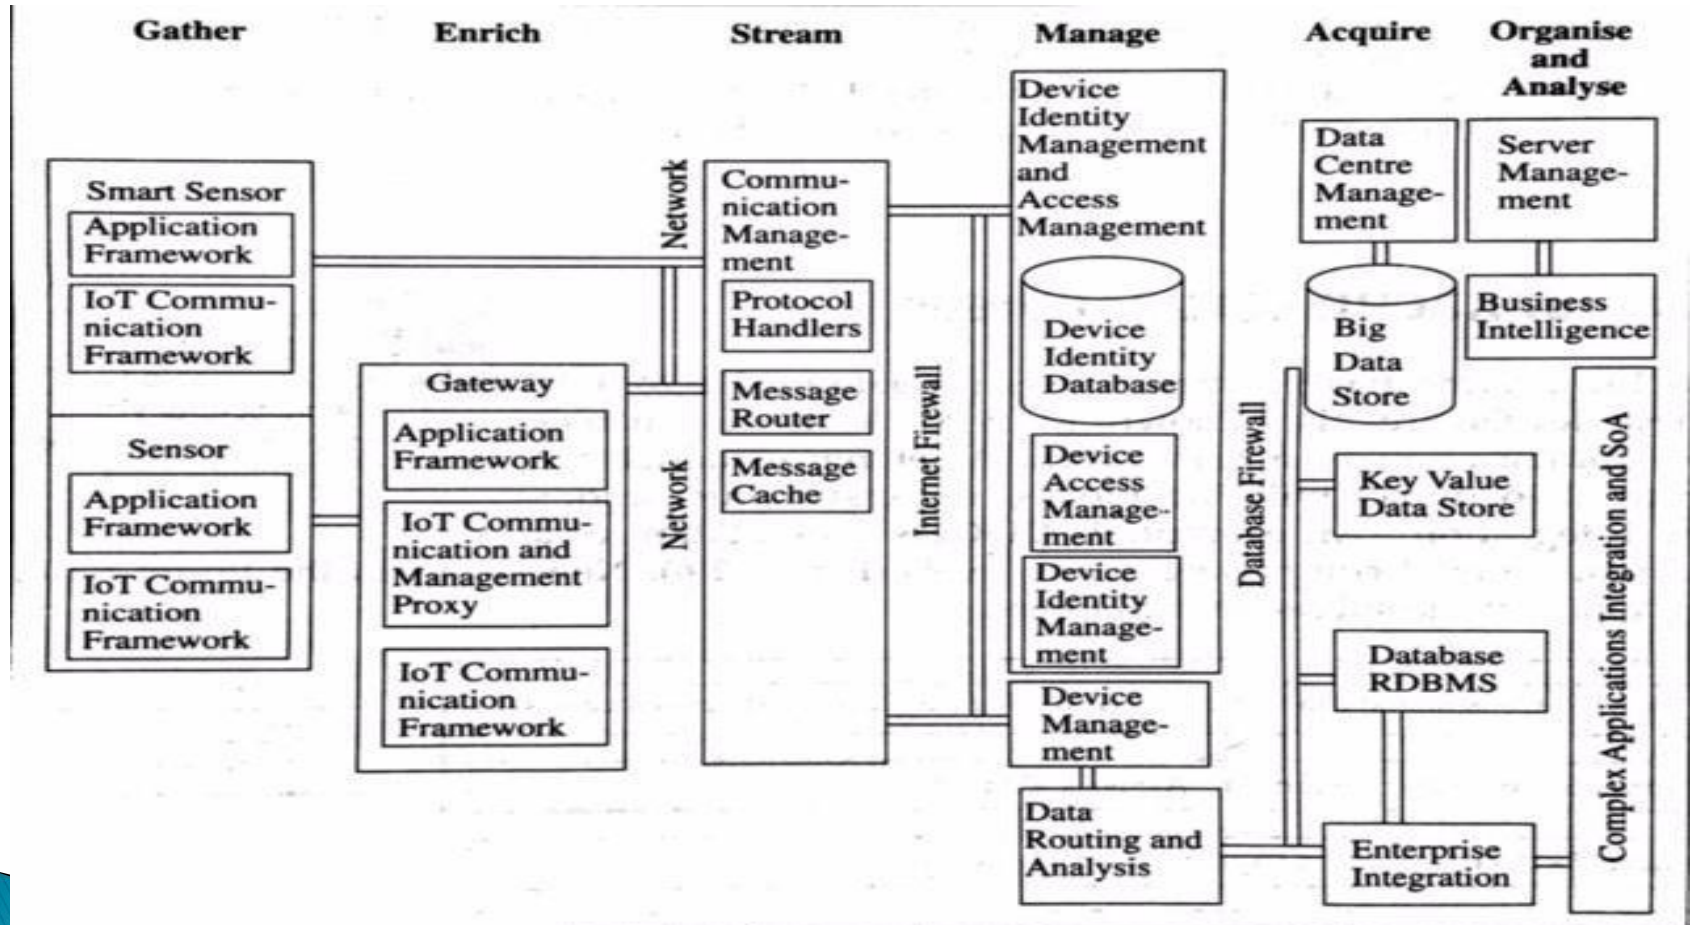 Gather
Enrich
Stream
Manage
Acquire
Organise
and
Analyse
Smart Sensor
Application
Framework
IoT Commu-
nication
Framework
Sensor
Application
Framework
IoT Commu-
nication
Framework
Gateway
Application
Framework
IoT Commu-
nication and
Management
Proxy
IoT Commu-
nication
Framework
Network
Network
Commu-
nication
Manage-
ment
Protocol
Handlers
Message
Router
Message
Cache
Internet Firewall
Device
Identity
Management
and
Access
Management
Device
Identity
Database
Device
Access
Manage-
ment
Device
Identity
Manage-
ment
Device
Manage-
ment
Data
Routing and
Analysis
Database Firewall
Data
Centre
Manage-
ment
Big
Data
Store
Key Value
Data Store
Database
RDBMS
Enterprise
Integration
Server
Manage-
ment
Business
Intelligence
Complex Applications Integration and SoA